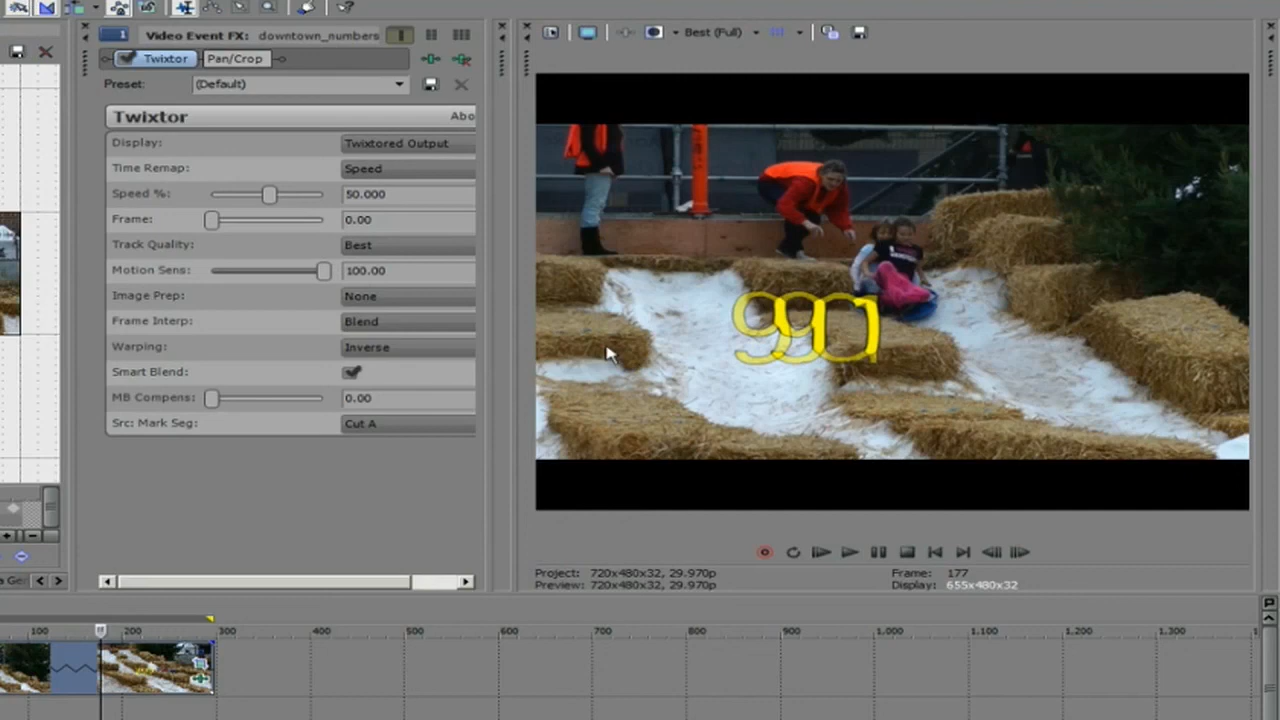 1 Video Event FX: downtown_numbers
Best (Full)
Twixtor Pan/Crop
Preset: (Default)
Twixtor Abo
Display: Twixtored Output
Time Remap: Speed
Speed %: 50.000
Frame: 0.00
Track Quality: Best
Motion Sens: 100.00
Image Prep: None
Frame Interp: Blend
Warping: Inverse
Smart Blend:
MB Compens: 0.00
Src: Mark Seg: Cut A
Project: 720x480x32, 29.970p Frame: 177
Preview: 720x480x32, 29.970p Display: 655x480x32
100 200 300 400 500 600 700 800 900 1,000 1,100 1,200 1,300